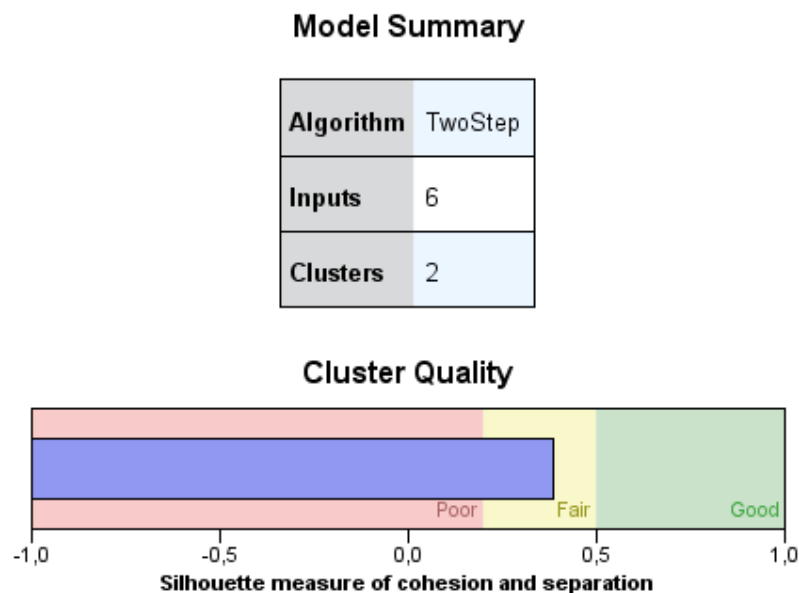 Model Summary
Algorithm TwoStep
Inputs 6
Clusters 2
Cluster Quality
Poor Fair Good
-1,0 -0,5 0,0 0,5 1,0
Silhouette measure of cohesion and separation